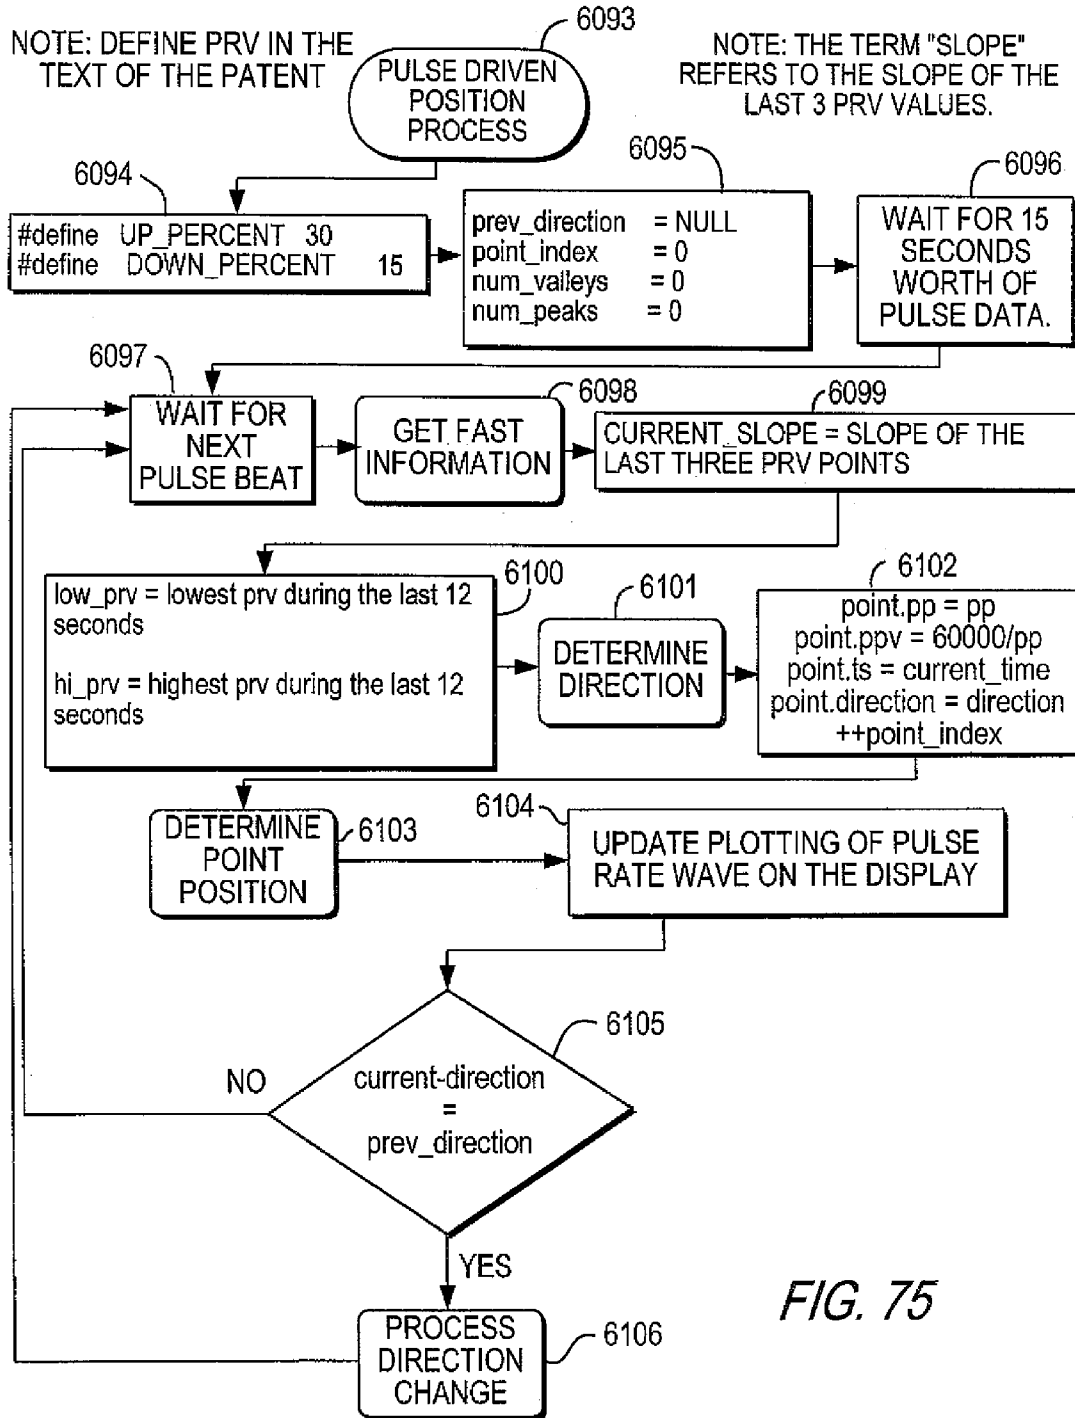 6093
NOTE: DEFINE PRV IN THE
TEXT OF THE PATENT
PULSE DRIVEN
POSITION
PROCESS
NOTE: THE TERM "SLOPE"
REFERS TO THE SLOPE OF THE
LAST 3 PRV VALUES.
6094
#define UP_PERCENT 30
#define DOWN_PERCENT 15
6095
prev_direction = NULL
point_index = 0
num_valleys = 0
num_peaks = 0
6096
WAIT FOR 15
SECONDS
WORTH OF
PULSE DATA.
6097
WAIT FOR
NEXT
PULSE BEAT
6098
GET FAST
INFORMATION
6099
CURRENT_SLOPE = SLOPE OF THE
LAST THREE PRV POINTS
6100
low_prv = lowest prv during the last 12
seconds
hi_prv = highest prv during the last 12
seconds
6101
DETERMINE
DIRECTION
6102
point.pp = pp
point.ppv = 60000/pp
point.ts = current_time
point.direction = direction
++point_index
6103
DETERMINE
POINT
POSITION
6104
UPDATE PLOTTING OF PULSE
RATE WAVE ON THE DISPLAY
6105
current-direction
=
prev_direction
NO
YES
6106
PROCESS
DIRECTION
CHANGE
FIG. 75